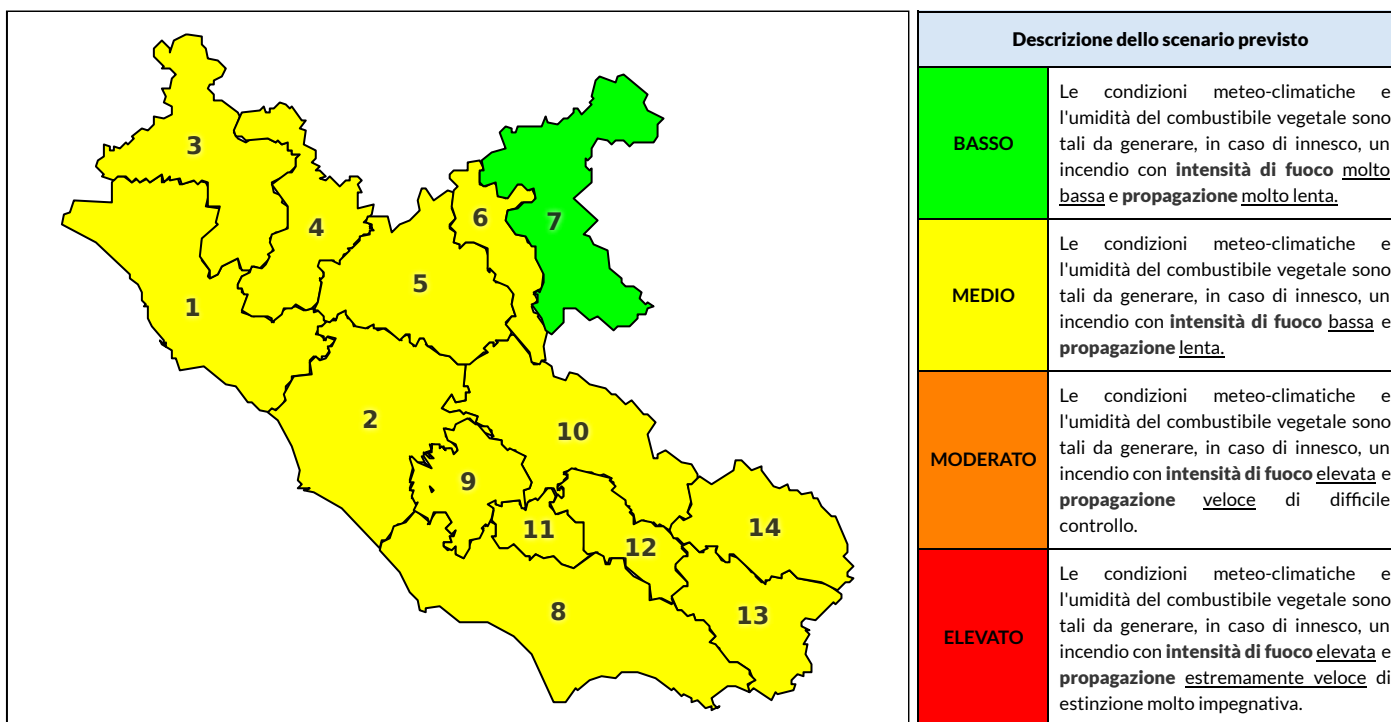 3
4
6
7
5
1
2
10
9
11
12
14
8
13
Descrizione dello scenario previsto
BASSO
Le condizioni meteo-climatiche e
l'umidità del combustibile vegetale sono
tali da generare, in caso di innesco, un
incendio con intensità di fuoco molto
bassa e propagazione molto lenta.
MEDIO
Le condizioni meteo-climatiche e
l'umidità del combustibile vegetale sono
tali da generare, in caso di innesco, un
incendio con intensità di fuoco bassa e
propagazione lenta.
MODERATO
Le condizioni meteo-climatiche e
l'umidità del combustibile vegetale sono
tali da generare, in caso di innesco, un
incendio con intensità di fuoco elevata e
propagazione veloce di difficile
controllo.
ELEVATO
Le condizioni meteo-climatiche e
l'umidità del combustibile vegetale sono
tali da generare, in caso di innesco, un
incendio con intensità di fuoco elevata e
propagazione estremamente veloce di
estinzione molto impegnativa.